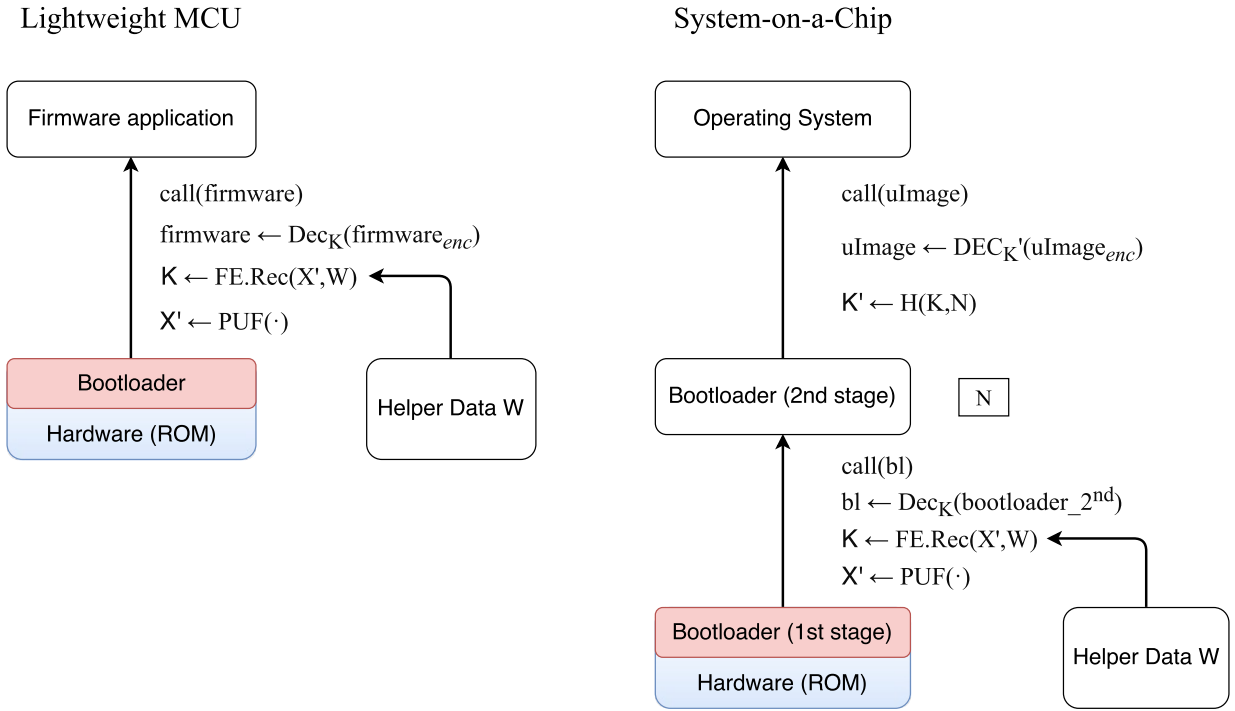 Lightweight MCU
Firmware application
call(firmware)
firmware ← Dec_K(firmware_enc)
K ← FE.Rec(X',W)
X' ← PUF(·)
Bootloader
Hardware (ROM)
Helper Data W
System-on-a-Chip
Operating System
call(uImage)
uImage ← DEC_K'(uImage_enc)
K' ← H(K,N)
Bootloader (2nd stage)
N
call(bl)
bl ← Dec_K(bootloader_2^nd)
K ← FE.Rec(X',W)
X' ← PUF(·)
Bootloader (1st stage)
Hardware (ROM)
Helper Data W